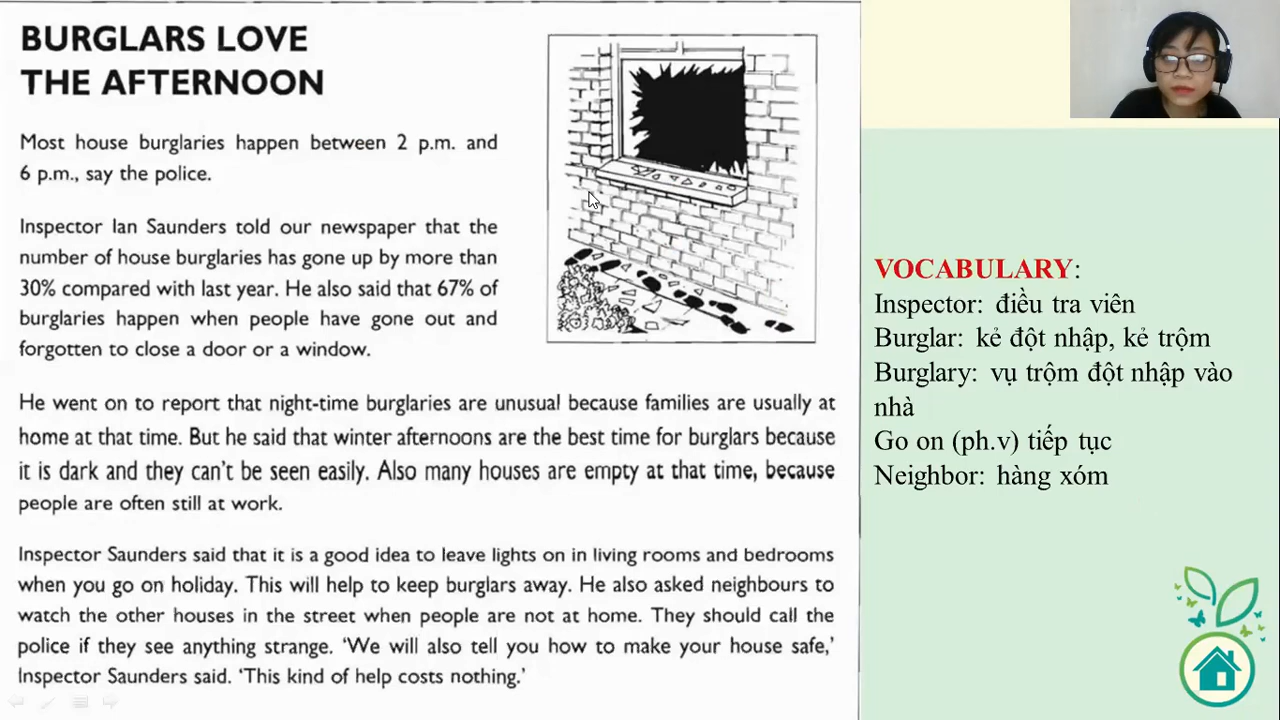 BURGLARS LOVE
THE AFTERNOON
Most house burglaries happen between 2 p.m. and
6 p.m., say the police.
Inspector Ian Saunders told our newspaper that the
number of house burglaries has gone up by more than
30% compared with last year. He also said that 67% of
burglaries happen when people have gone out and
forgotten to close a door or a window.
He went on to report that night-time burglaries are unusual because families are usually at
home at that time. But he said that winter afternoons are the best time for burglars because
it is dark and they can't be seen easily. Also many houses are empty at that time, because
people are often still at work.
Inspector Saunders said that it is a good idea to leave lights on in living rooms and bedrooms
when you go on holiday. This will help to keep burglars away. He also asked neighbours to
watch the other houses in the street when people are not at home. They should call the
police if they see anything strange. 'We will also tell you how to make your house safe,'
Inspector Saunders said. 'This kind of help costs nothing.'
VOCABULARY:
Inspector: điều tra viên
Burglar: kẻ đột nhập, kẻ trộm
Burglary: vụ trộm đột nhập vào
nhà
Go on (ph.v) tiếp tục
Neighbor: hàng xóm